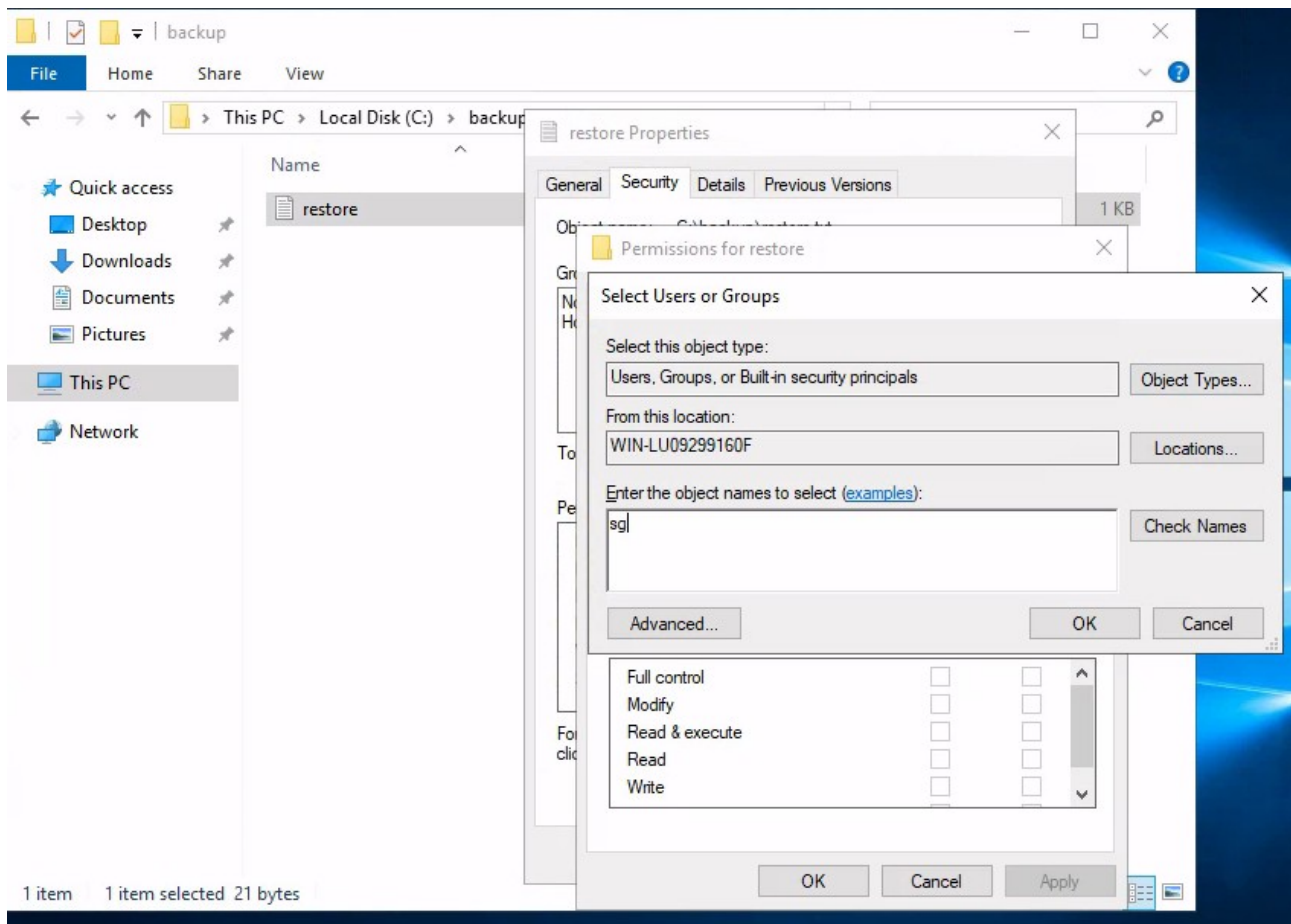 backup
File Home Share View
This PC > Local Disk (C:) > backup
Name
Quick access
Desktop
Downloads
Documents
Pictures
This PC
Network
restore
1 KB
restore Properties
General Security Details Previous Versions
Permissions for restore
Select Users or Groups
Select this object type:
Users, Groups, or Built-in security principals
Object Types...
From this location:
WIN-LU09299160F
Locations...
Enter the object names to select (examples):
sg
Check Names
Advanced...
OK
Cancel
Full control
Modify
Read & execute
Read
Write
OK
Cancel
Apply
1 item 1 item selected 21 bytes